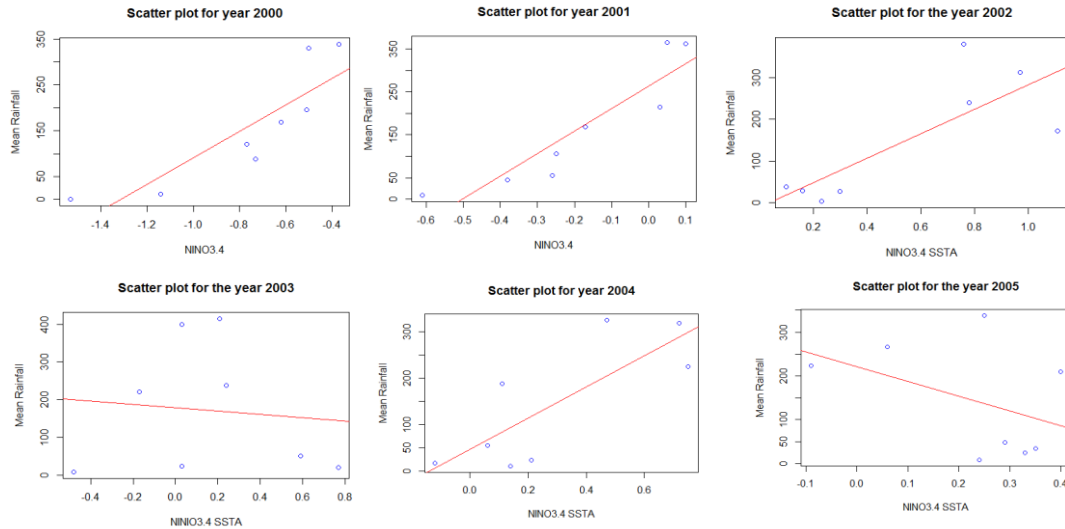 Scatter plot for year 2000
Mean Rainfall
0 50 150 250 350
-1.4 -1.2 -1.0 -0.8 -0.6 -0.4
NINO3.4
Scatter plot for year 2001
Mean Rainfall
0 50 150 250 350
-0.6 -0.5 -0.4 -0.3 -0.2 -0.1 0.0 0.1
NINO3.4
Scatter plot for the year 2002
Mean Rainfall
0 100 200 300
0.2 0.4 0.6 0.8 1.0
NINO3.4 SSTA
Scatter plot for the year 2003
Mean Rainfall
0 100 200 300 400
-0.4 -0.2 0.0 0.2 0.4 0.6 0.8
NINIO3.4 SSTA
Scatter plot for year 2004
Mean Rainfall
0 50 100 200 300
0.0 0.2 0.4 0.6
NINO3.4 SSTA
Scatter plot for the year 2005
Mean Rainfall
0 50 100 200 300
-0.1 0.0 0.1 0.2 0.3 0.4
NINO3.4 SSTA